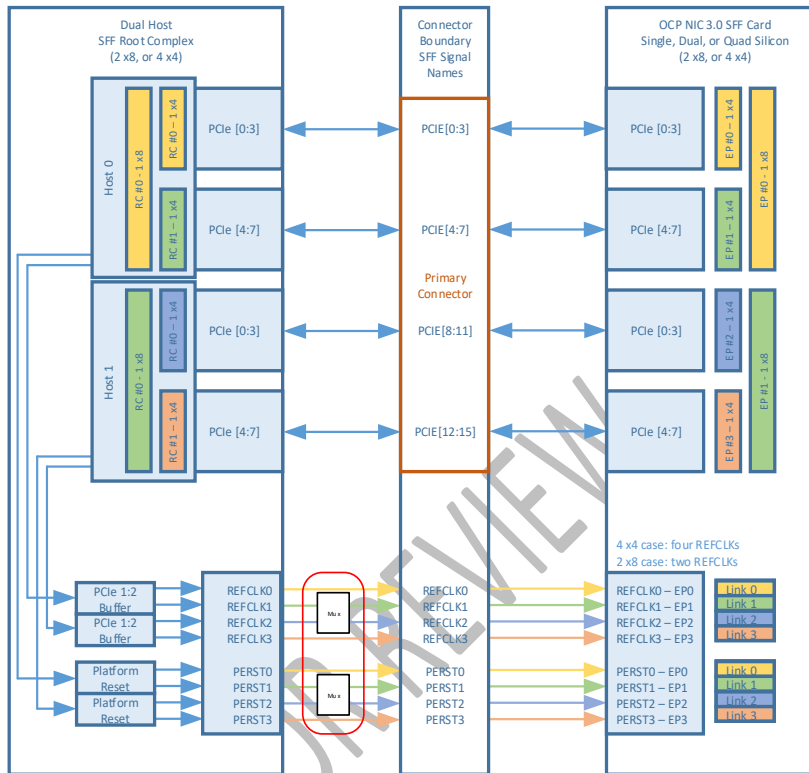 Dual Host
SFF Root Complex
(2 x8, or 4 x4)
Connector
Boundary
SFF Signal
Names
OCP NIC 3.0 SFF Card
Single, Dual, or Quad Silicon
(2 x8, or 4 x4)
Host 0
RC #0 - 1 x8
RC #0 – 1 x4
PCIe [0:3]
PCIE[0:3]
PCIe [0:3]
EP #0 – 1 x4
EP #0 - 1 x8
RC #1 – 1 x4
PCIe [4:7]
PCIE[4:7]
PCIe [4:7]
EP #1 – 1 x4
Primary
Connector
Host 1
RC #0 - 1 x8
RC #0 – 1 x4
PCIe [0:3]
PCIE[8:11]
PCIe [0:3]
EP #2 – 1 x4
EP #1 - 1x8
RC #1 – 1 x4
PCIe [4:7]
PCIE[12:15]
PCIe [4:7]
EP #3 – 1 x4
4 x4 case: four REFCLKs
2 x8 case: two REFCLKs
PCIe 1:2
Buffer
PCIe 1:2
Buffer
REFCLK0
REFCLK1
REFCLK2
REFCLK3
Mux
REFCLK0
REFCLK1
REFCLK2
REFCLK3
REFCLK0 – EP0
REFCLK1 – EP1
REFCLK2 – EP2
REFCLK3 – EP3
Link 0
Link 1
Link 2
Link 3
Platform
Reset
Platform
Reset
PERST0
PERST1
PERST2
PERST3
Mux
PERST0
PERST1
PERST2
PERST3
PERST0 – EP0
PERST1 – EP1
PERST2 – EP2
PERST3 – EP3
Link 0
Link 1
Link 2
Link 3
OR REVIEW